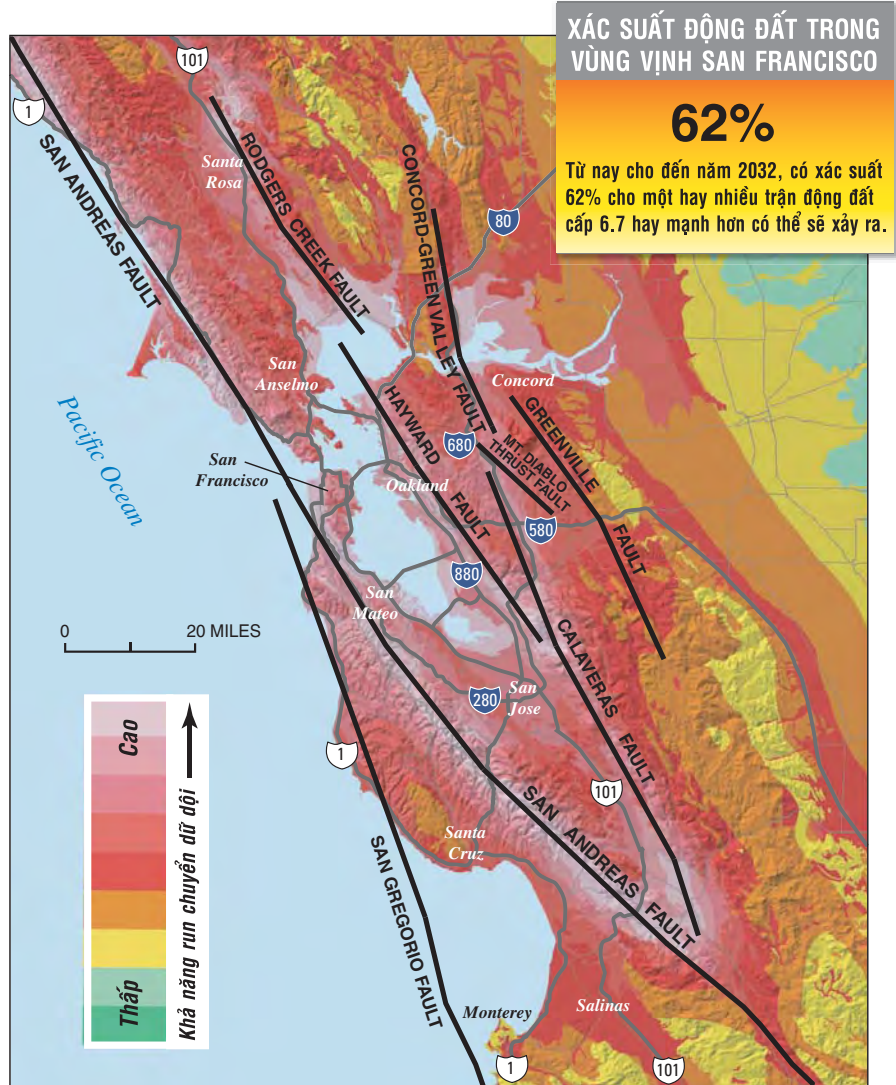 XÁC SUẤT ĐỘNG ĐẤT TRONG
VÙNG VỊNH SAN FRANCISCO
62%
Từ nay cho đến năm 2032, có xác suất
62% cho một hay nhiều trận động đất
cấp 6.7 hay mạnh hơn có thể sẽ xảy ra.
101
1
SAN ANDREAS FAULT
Santa
Rosa
RODGERS CREEK FAULT
CONCORD-GREEN VALLEY FAULT
80
San
Anselmo
Concord
Pacific Ocean
HAYWARD
FAULT
GREENVILLE
FAULT
680
MT. DIABLO
THRUST FAULT
San
Francisco
Oakland
580
880
San
Mateo
0
20 MILES
CALAVERAS
FAULT
San
Jose
280
1
101
SAN ANDREAS FAULT
Santa
Cruz
SAN GREGORIO FAULT
Cao
Thấp
Khả năng run chuyển dữ dội
Monterey
Salinas
1
101